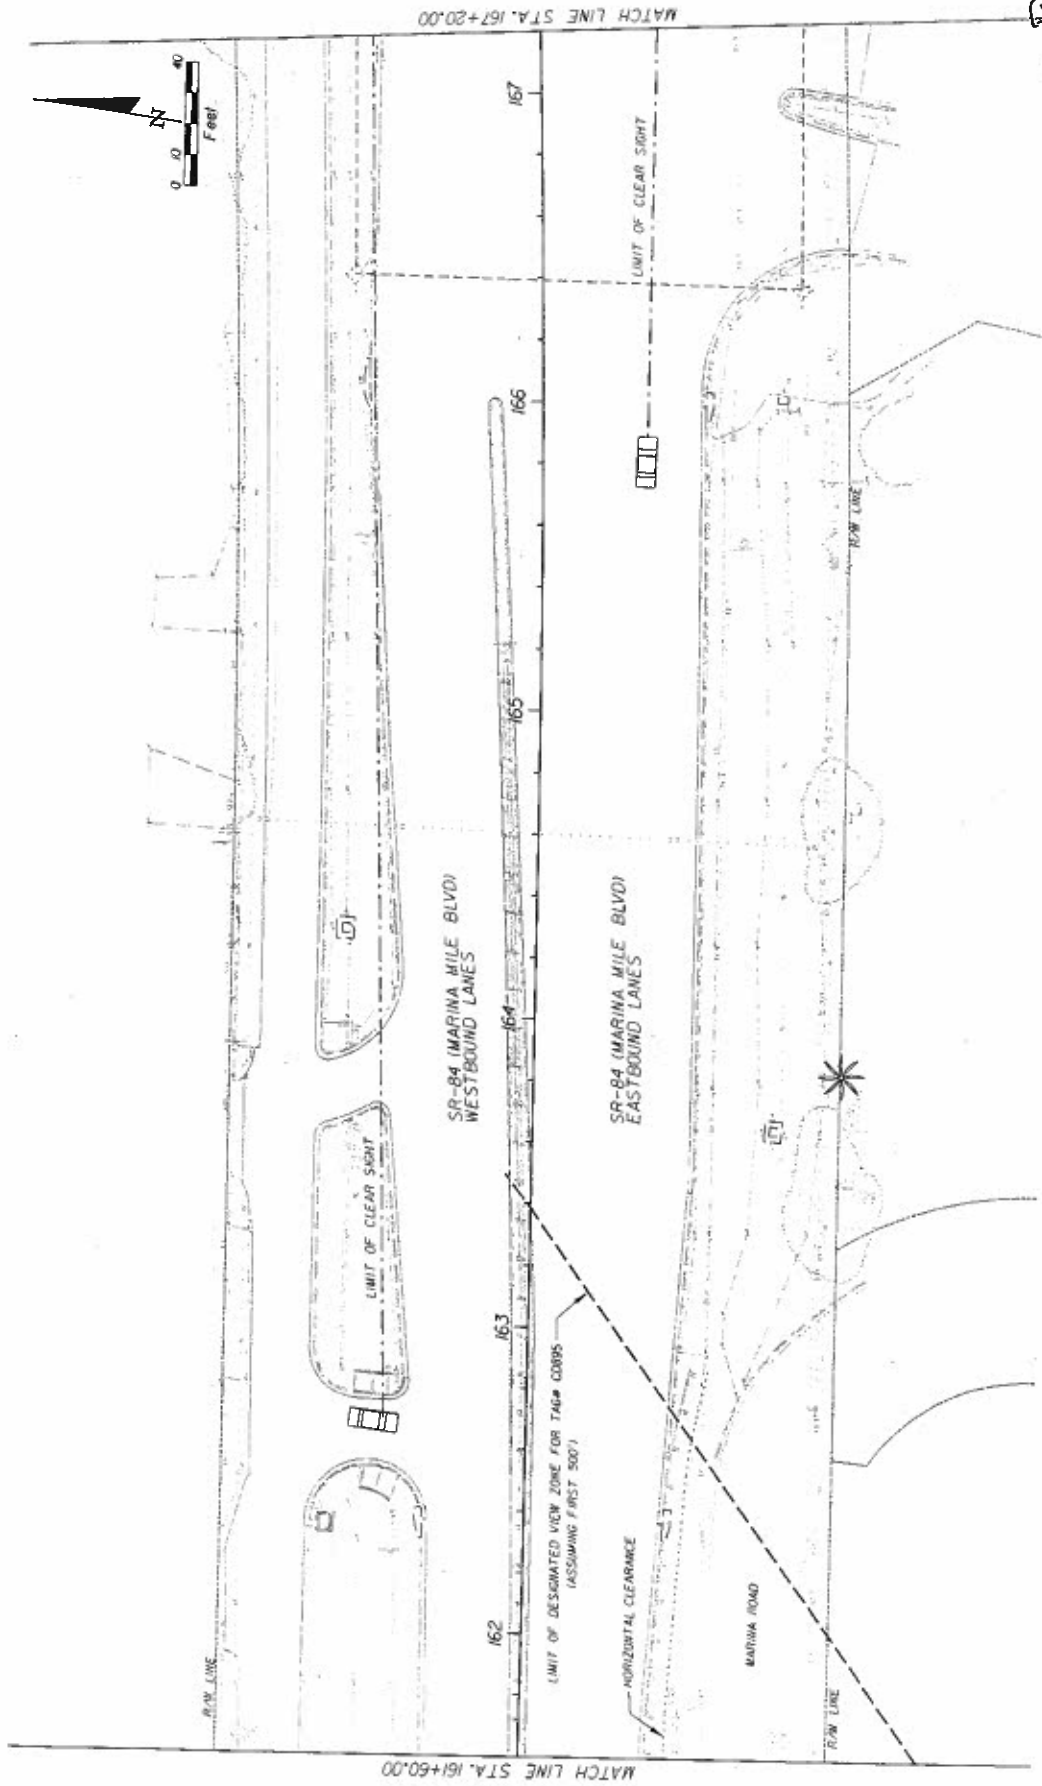 MATCH LINE STA. 167+20.00
N
0 10 40
Feet
167
LIMIT OF CLEAR SIGHT
166
R/W LINE
165
SR-84 (MARINA MILE BLVD)
WESTBOUND LANES
SR-84 (MARINA MILE BLVD)
EASTBOUND LANES
164
LIMIT OF CLEAR SIGHT
163
LIMIT OF DESIGNATED VIEW ZONE FOR TAG# CD895
(ASSUMING FIRST 500')
HORIZONTAL CLEARANCE
162
MARINA ROAD
R/W LINE
R/W LINE
MATCH LINE STA. 161+60.00